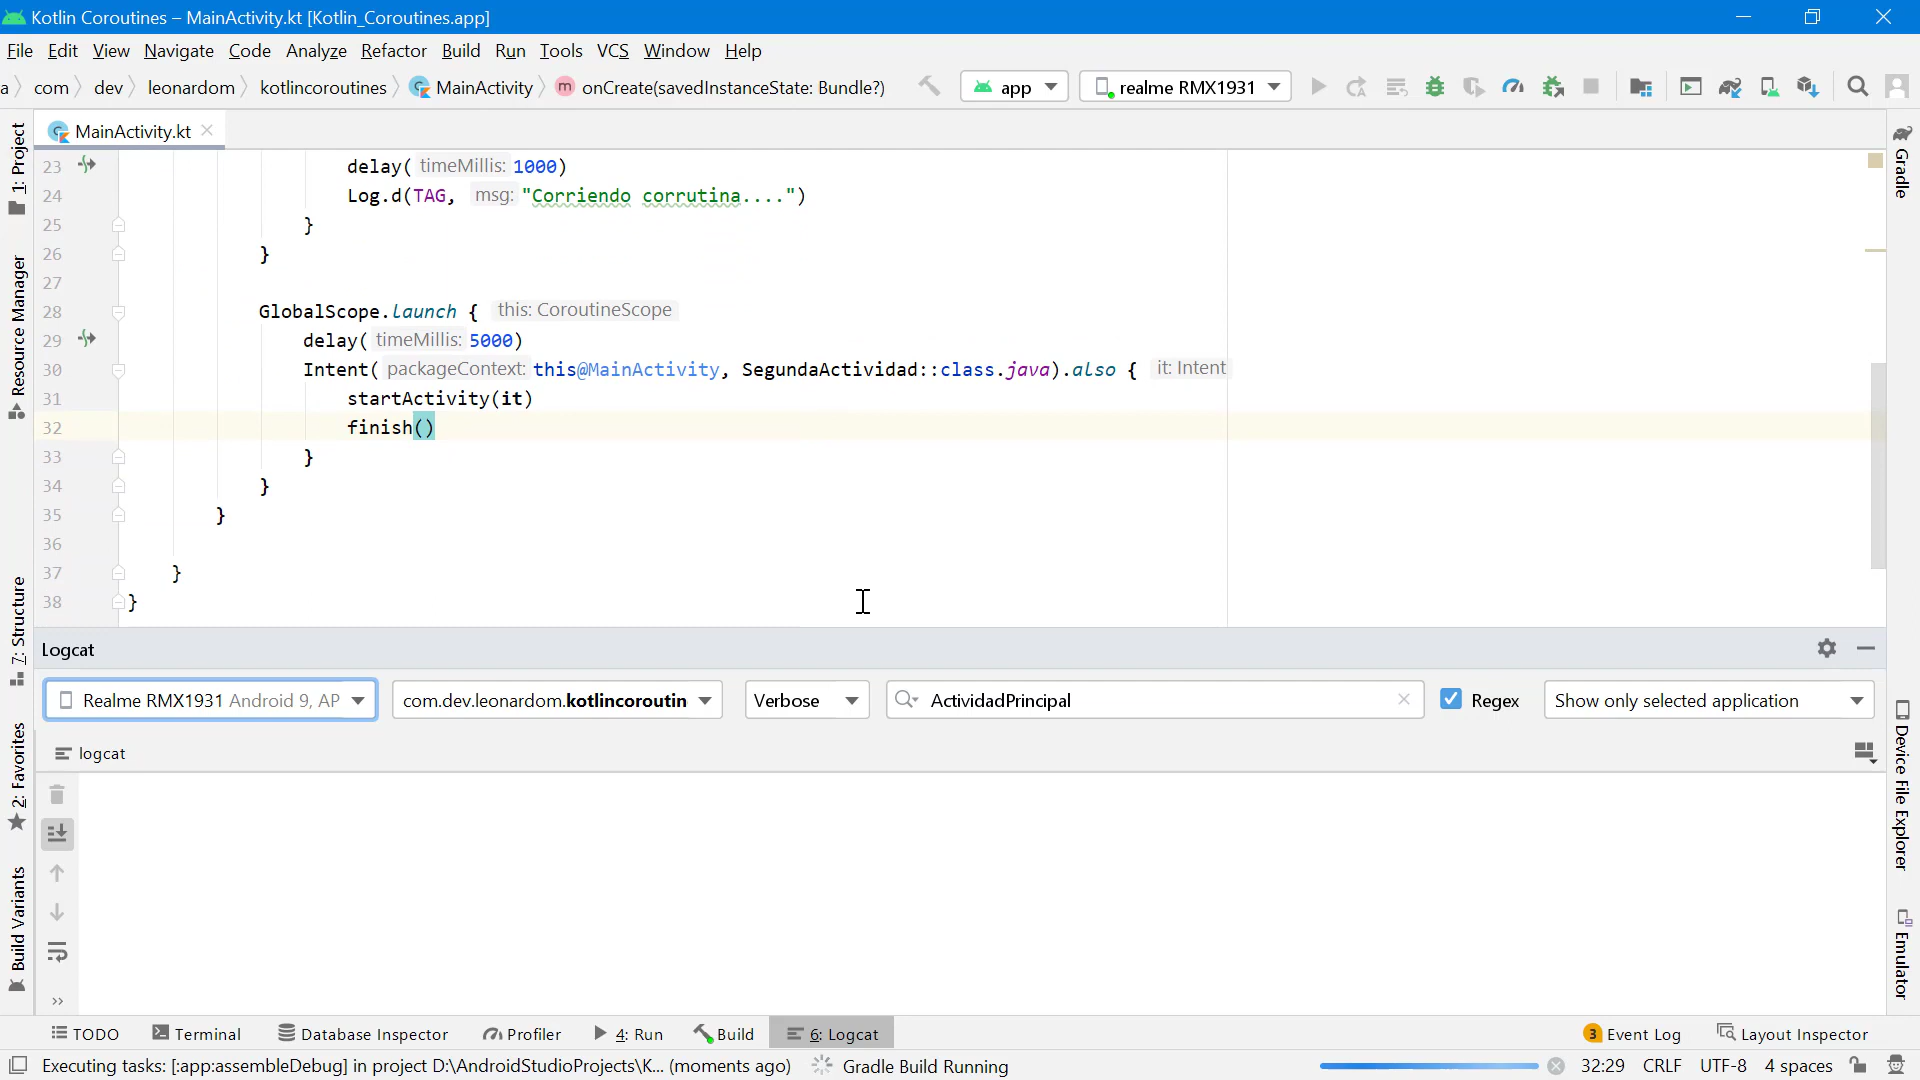 Kotlin Coroutines – MainActivity.kt [Kotlin_Coroutines.app]
File Edit View Navigate Code Analyze Refactor Build Run Tools VCS Window Help
a com dev leonardom kotlincoroutines MainActivity m onCreate(savedInstanceState: Bundle?) app realme RMX1931
MainActivity.kt
23 delay( timeMillis: 1000)
24 Log.d(TAG, msg: "Corriendo corrutina....")
25 }
26 }
27
28 GlobalScope.launch { this: CoroutineScope
29 delay( timeMillis: 5000)
30 Intent( packageContext: this@MainActivity, SegundaActividad::class.java).also { it: Intent
31 startActivity(it)
32 finish()
33 }
34 }
35 }
36
37 }
38 }
1: Project
Resource Manager
7: Structure
2: Favorites
Build Variants
Gradle
Device File Explorer
Emulator
Logcat
Realme RMX1931 Android 9, AP com.dev.leonardom.kotlincoroutin Verbose ActividadPrincipal Regex Show only selected application
logcat
»
TODO Terminal Database Inspector Profiler 4: Run Build 6: Logcat 3 Event Log Layout Inspector
Executing tasks: [:app:assembleDebug] in project D:\AndroidStudioProjects\K... (moments ago) Gradle Build Running 32:29 CRLF UTF-8 4 spaces